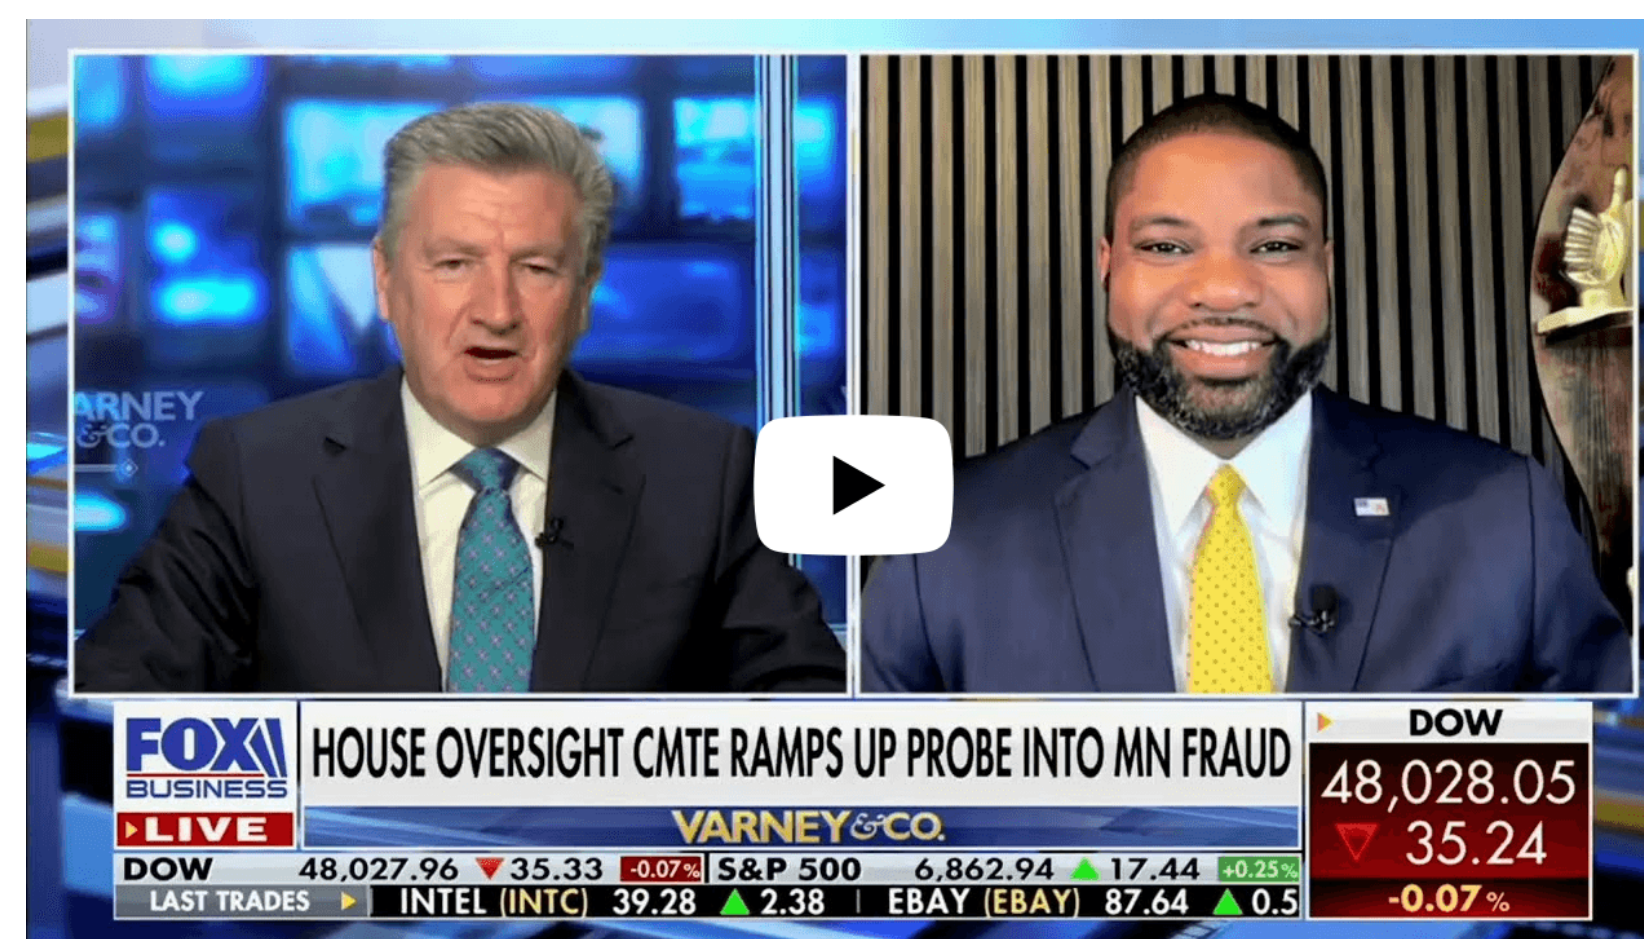 ARNEY
&CO.
FOX
BUSINESS
LIVE
HOUSE OVERSIGHT CMTE RAMPS UP PROBE INTO MN FRAUD
VARNEY&CO.
DOW
48,028.05
▼ 35.24
-0.07%
DOW 48,027.96 ▼35.33 -0.07% S&P 500 6,862.94 ▲ 17.44 +0.25%
LAST TRADES INTEL (INTC) 39.28 ▲ 2.38 | EBAY (EBAY) 87.64 ▲ 0.5